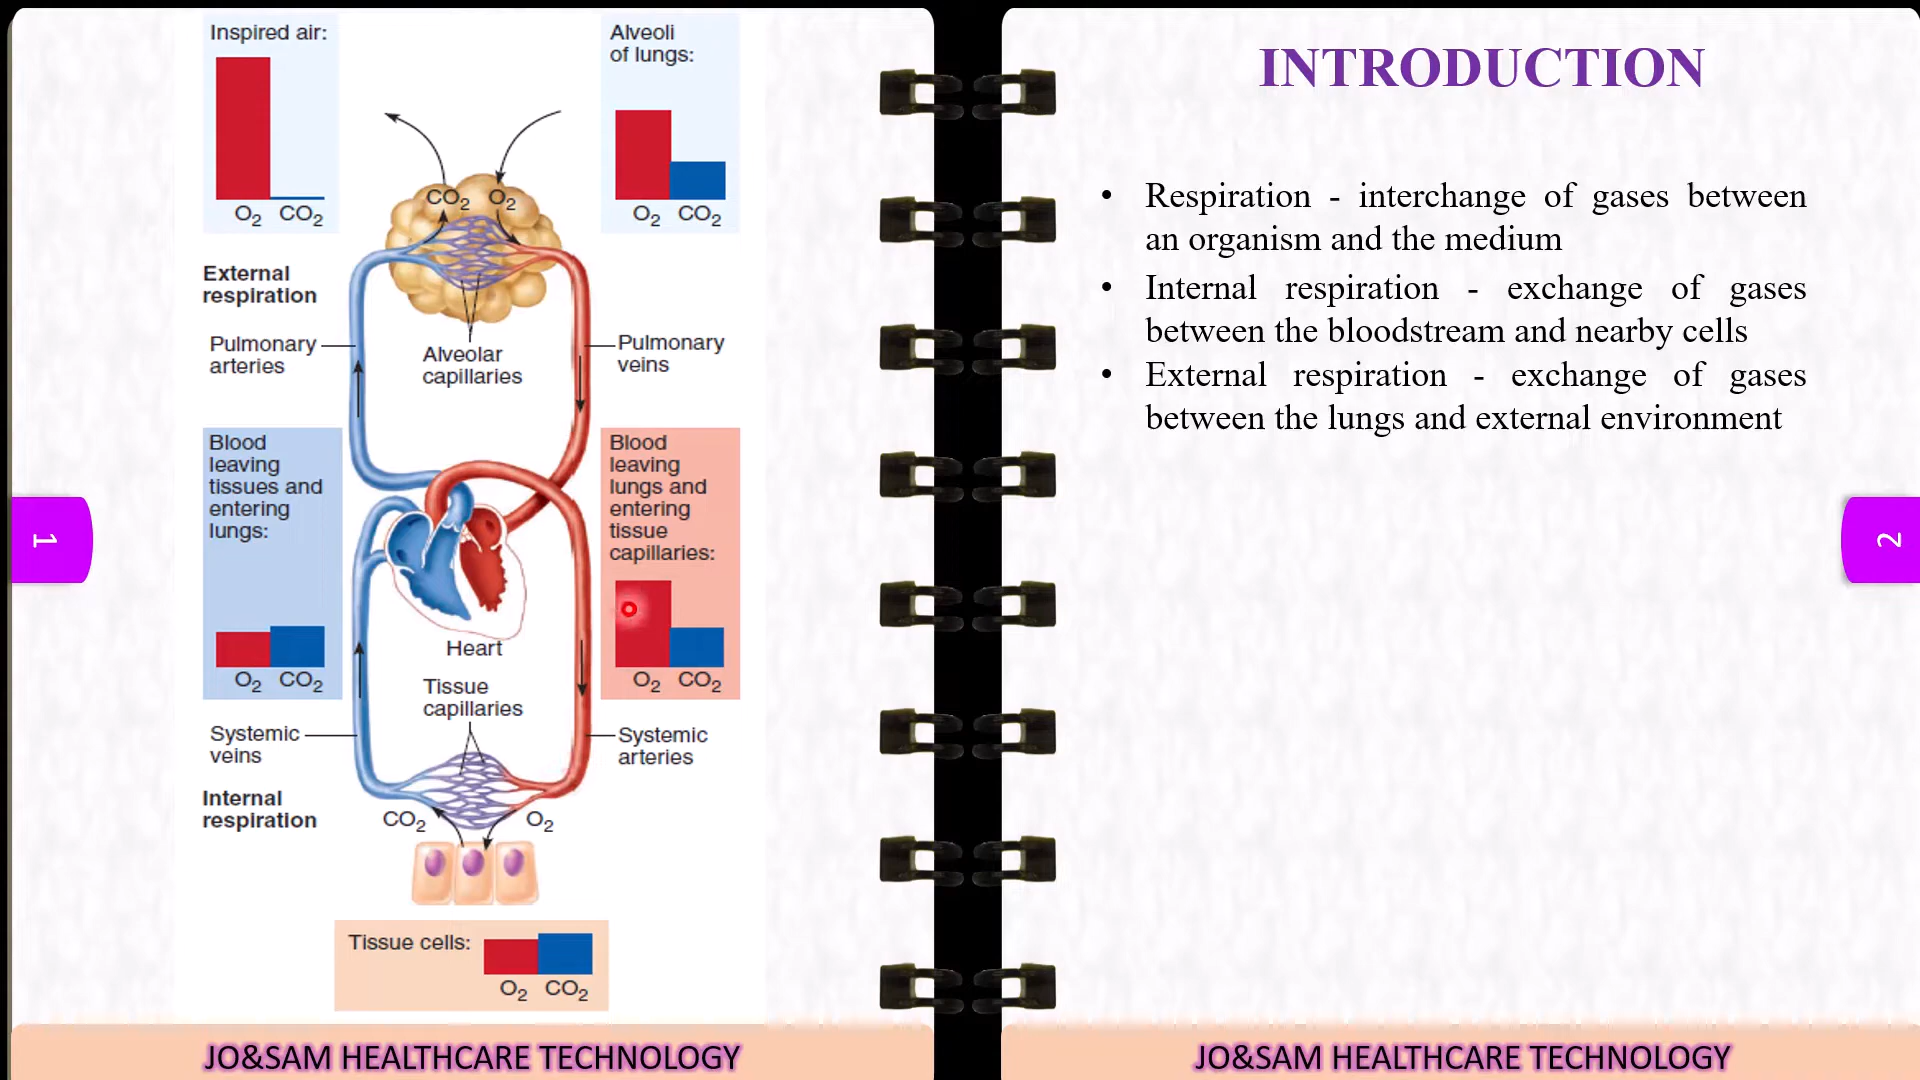 Inspired air:
O2 CO2
Alveoli
of lungs:
O2 CO2
CO2 O2
External
respiration
Pulmonary
arteries
Alveolar
capillaries
Pulmonary
veins
Blood
leaving
tissues and
entering
lungs:
O2 CO2
Blood
leaving
lungs and
entering
tissue
capillaries:
O2 CO2
Heart
Tissue
capillaries
Systemic
veins
Systemic
arteries
Internal
respiration
CO2 O2
Tissue cells:
O2 CO2
1
JO&SAM HEALTHCARE TECHNOLOGY
INTRODUCTION
• Respiration - interchange of gases between
an organism and the medium
• Internal respiration - exchange of gases
between the bloodstream and nearby cells
• External respiration - exchange of gases
between the lungs and external environment
2
JO&SAM HEALTHCARE TECHNOLOGY